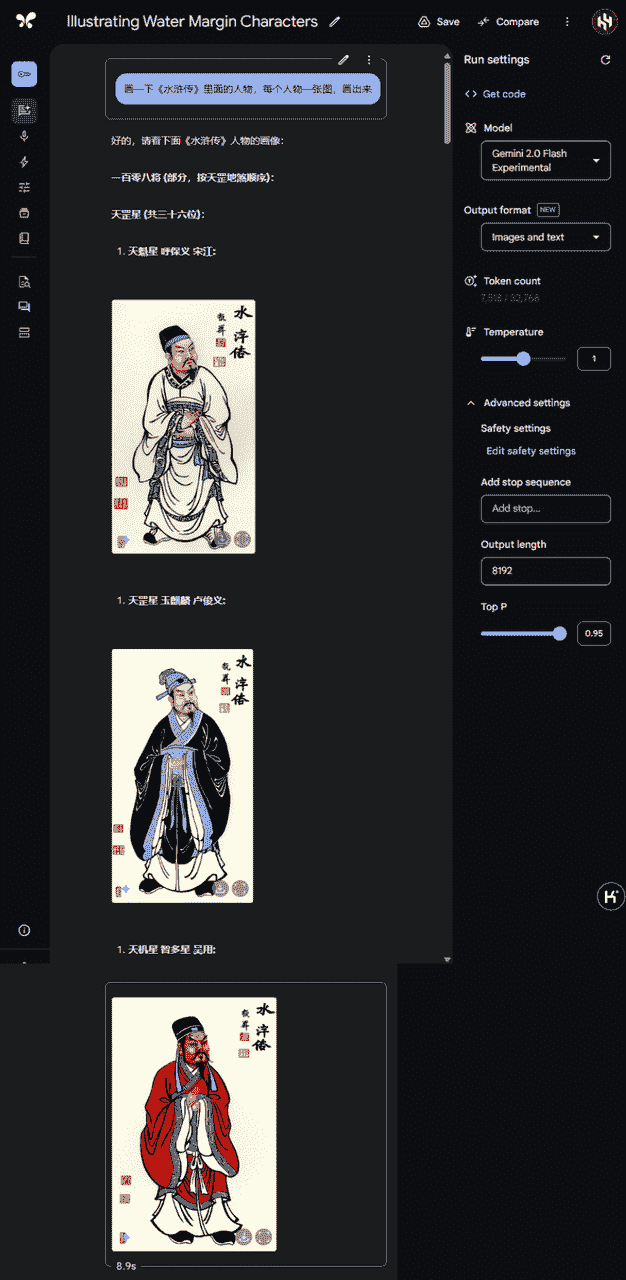 Illustrating Water Margin Characters
Save
Compare
画一下《水浒传》里面的人物，每个人物一张图，画出来
好的，请看下面《水浒传》人物的画像：
一百零八将 (部分，按天罡地煞顺序)：
天罡星 (共三十六位)：
1. 天魁星 呼保义 宋江：
水
1. 天罡星 玉麒麟 卢俊义：
水
1. 天机星 智多星 吴用：
水
8.9s
Run settings
Get code
Model
Gemini 2.0 Flash
Experimental
Output format NEW
Images and text
Token count
7,518 / 32,768
Temperature
1
Advanced settings
Safety settings
Edit safety settings
Add stop sequence
Add stop...
Output length
8192
Top P
0.95